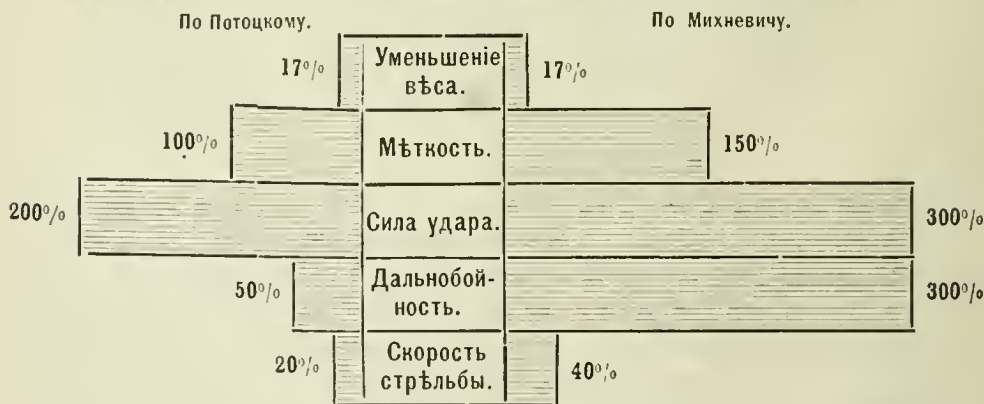 По Потоцкому.
По Михневичу.
17%
Уменьшеніе
вѣса.
17%
100%
Мѣткость.
150%
200%
Сила удара.
300%
50%
Дальнобой-
ность.
300%
20%
Скорость
стрѣльбы.
40%